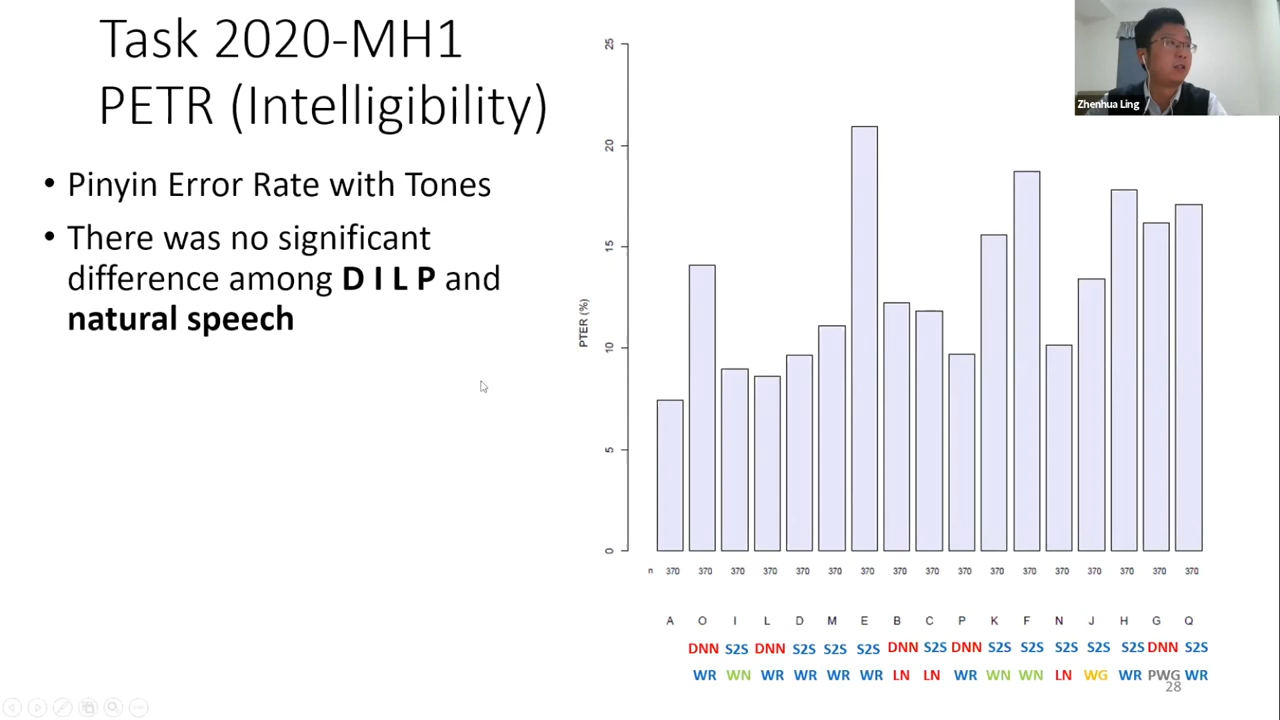 Task 2020-MH1
PETR (Intelligibility)
• Pinyin Error Rate with Tones
• There was no significant
difference among D I L P and
natural speech
Zhenhua Ling
PTER (%)
25
20
15
10
5
0
n 370 370 370 370 370 370 370 370 370 370 370 370 370 370 370 370 370
A O I L D M E B C P K F N J H G Q
DNN S2S DNN S2S S2S S2S DNN S2S DNN S2S S2S S2S S2S S2S DNN S2S
WR WN WR WR WR WR LN LN WR WN WN LN WG WR PWG WR
28